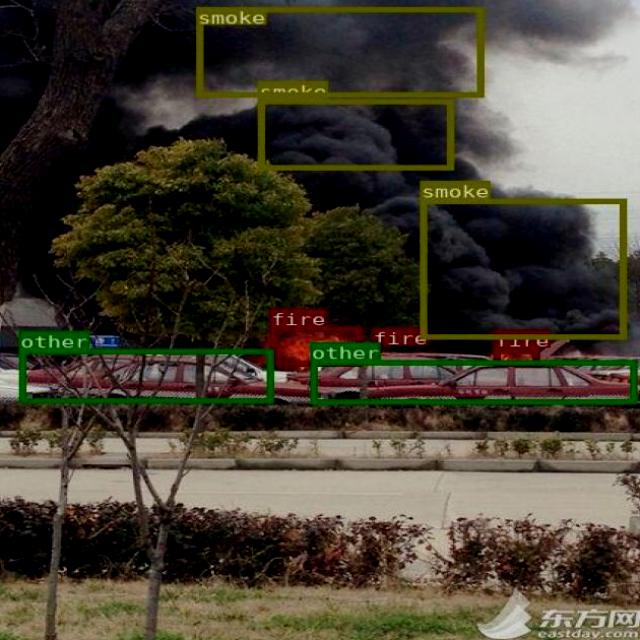 smoke
smoke
smoke
fire
fire
fire
other
other
东方网
eastday.com